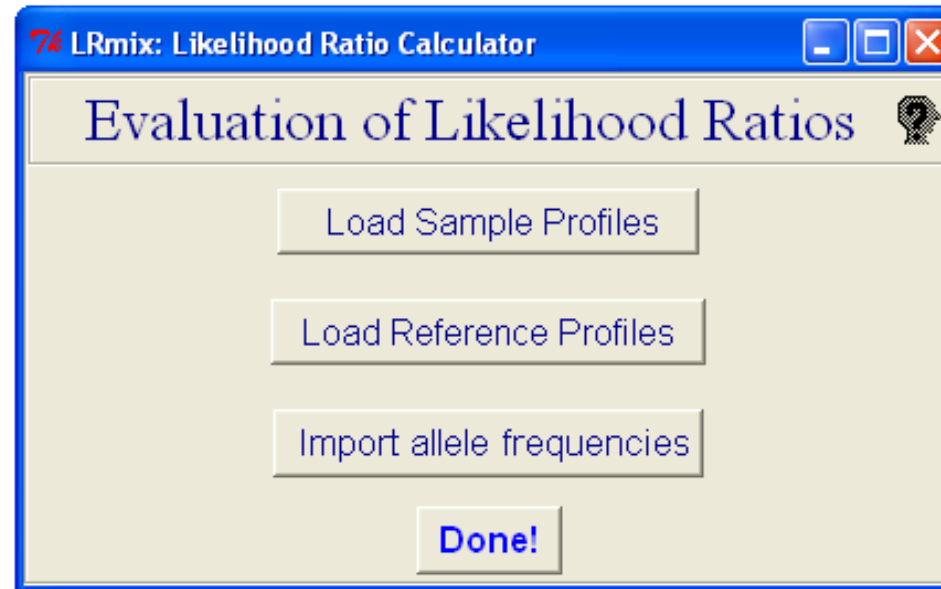 LRmix: Likelihood Ratio Calculator
Evaluation of Likelihood Ratios
Load Sample Profiles
Load Reference Profiles
Import allele frequencies
Done!